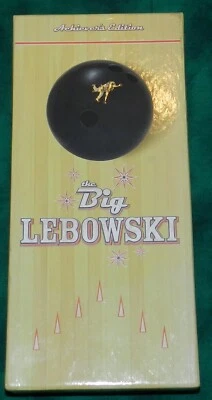 Achiever's Edition
the
Big
LEBOWSKI